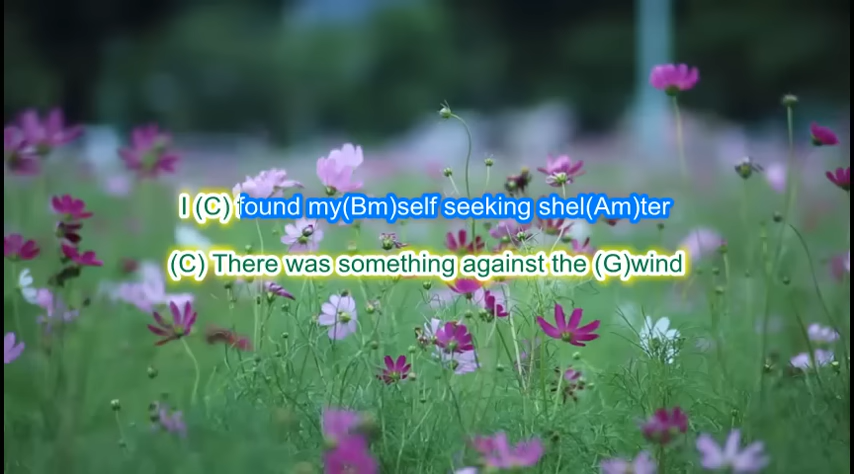 I (C) found my(Bm)self seeking shel(Am)ter
(C) There was something against the (G)wind